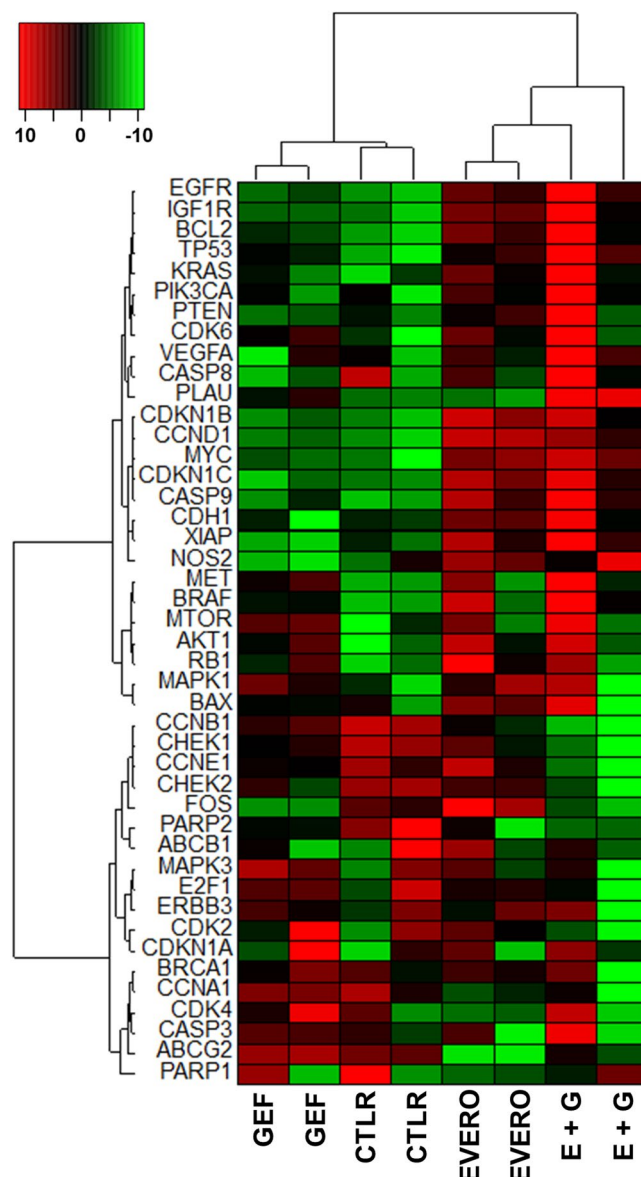 10 0 -10
EGFR
IGF1R
BCL2
TP53
KRAS
PIK3CA
PTEN
CDK6
VEGFA
CASP8
PLAU
CDKN1B
CCND1
MYC
CDKN1C
CASP9
CDH1
XIAP
NOS2
MET
BRAF
MTOR
AKT1
RB1
MAPK1
BAX
CCNB1
CHEK1
CCNE1
CHEK2
FOS
PARP2
ABCB1
MAPK3
E2F1
ERBB3
CDK2
CDKN1A
BRCA1
CCNA1
CDK4
CASP3
ABCG2
PARP1
GEF
GEF
CTLR
CTLR
EVERO
EVERO
E + G
E + G